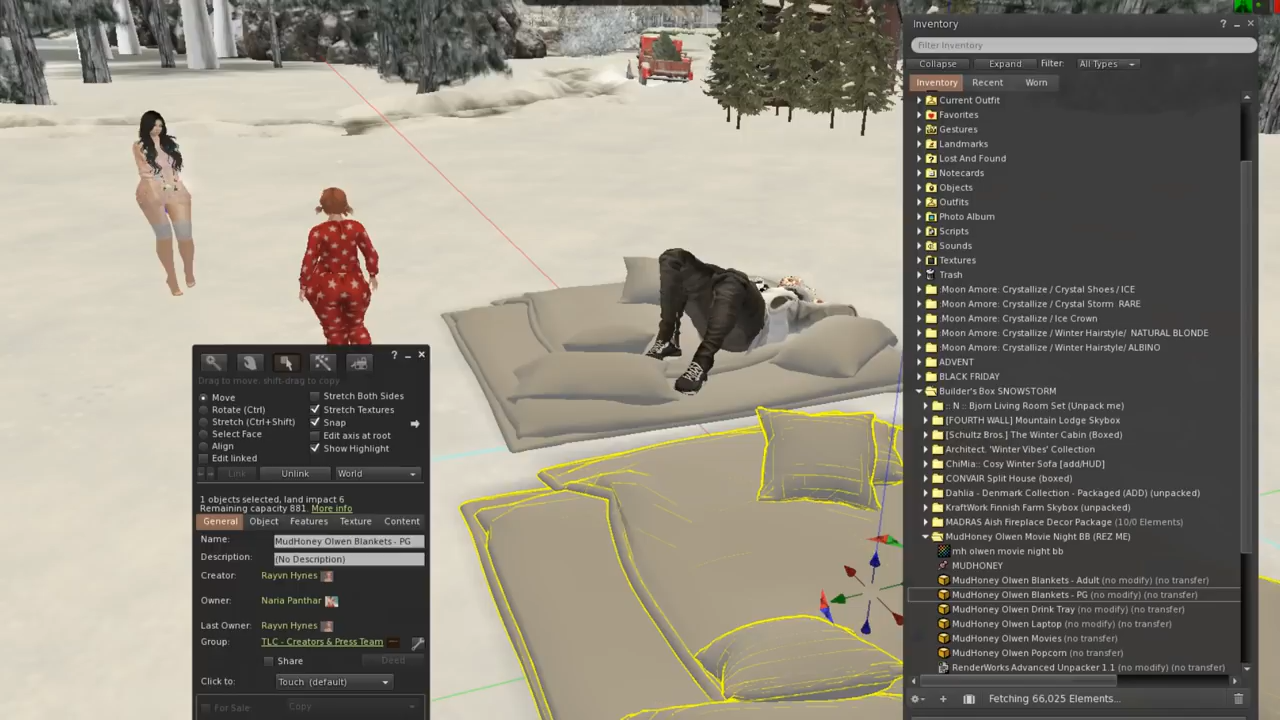 Inventory
?
Filter Inventory
Collapse
Expand
Filter:
All Types
Inventory
Recent
Worn
Current Outfit
Favorites
Gestures
Landmarks
Lost And Found
Notecards
Objects
Outfits
Photo Album
Scripts
Sounds
Textures
Trash
:Moon Amore: Crystallize / Crystal Shoes / ICE
:Moon Amore: Crystallize / Crystal Storm RARE
:Moon Amore: Crystallize / Ice Crown
:Moon Amore: Crystallize / Winter Hairstyle/ NATURAL BLONDE
:Moon Amore: Crystallize / Winter Hairstyle/ ALBINO
ADVENT
BLACK FRIDAY
Builder's Box SNOWSTORM
:: N :: Bjorn Living Room Set (Unpack me)
[FOURTH WALL] Mountain Lodge Skybox
[Schultz Bros.] The Winter Cabin (Boxed)
Architect. 'Winter Vibes' Collection
ChiMia:: Cosy Winter Sofa [add/HUD]
CONVAIR Split House (boxed)
Dahlia - Denmark Collection - Packaged (ADD) (unpacked)
KraftWork Finnish Farm Skybox (unpacked)
MADRAS Aish Fireplace Decor Package (10/0 Elements)
MudHoney Olwen Movie Night BB (REZ ME)
mh olwen movie night bb
MUDHONEY
MudHoney Olwen Blankets - Adult (no modify) (no transfer)
MudHoney Olwen Blankets - PG (no modify) (no transfer)
MudHoney Olwen Drink Tray (no modify) (no transfer)
MudHoney Olwen Laptop (no modify) (no transfer)
MudHoney Olwen Movies (no transfer)
MudHoney Olwen Popcorn (no transfer)
RenderWorks Advanced Unpacker 1.1 (no modify) (no transfer)
Fetching 66,025 Elements...
?
Drag to move, shift-drag to copy
Move
Rotate (Ctrl)
Stretch (Ctrl+Shift)
Select Face
Align
Edit linked
Stretch Both Sides
Stretch Textures
Snap
Edit axis at root
Show Highlight
Link
Unlink
World
1 objects selected, land impact 6
Remaining capacity 881. More info
General
Object
Features
Texture
Content
Name: MudHoney Olwen Blankets - PG
Description: (No Description)
Creator: Rayvn Hynes
Owner: Naria Panthar
Last Owner: Rayvn Hynes
Group: TLC - Creators & Press Team
Share
Deed
Click to: Touch (default)
For Sale:
Copy